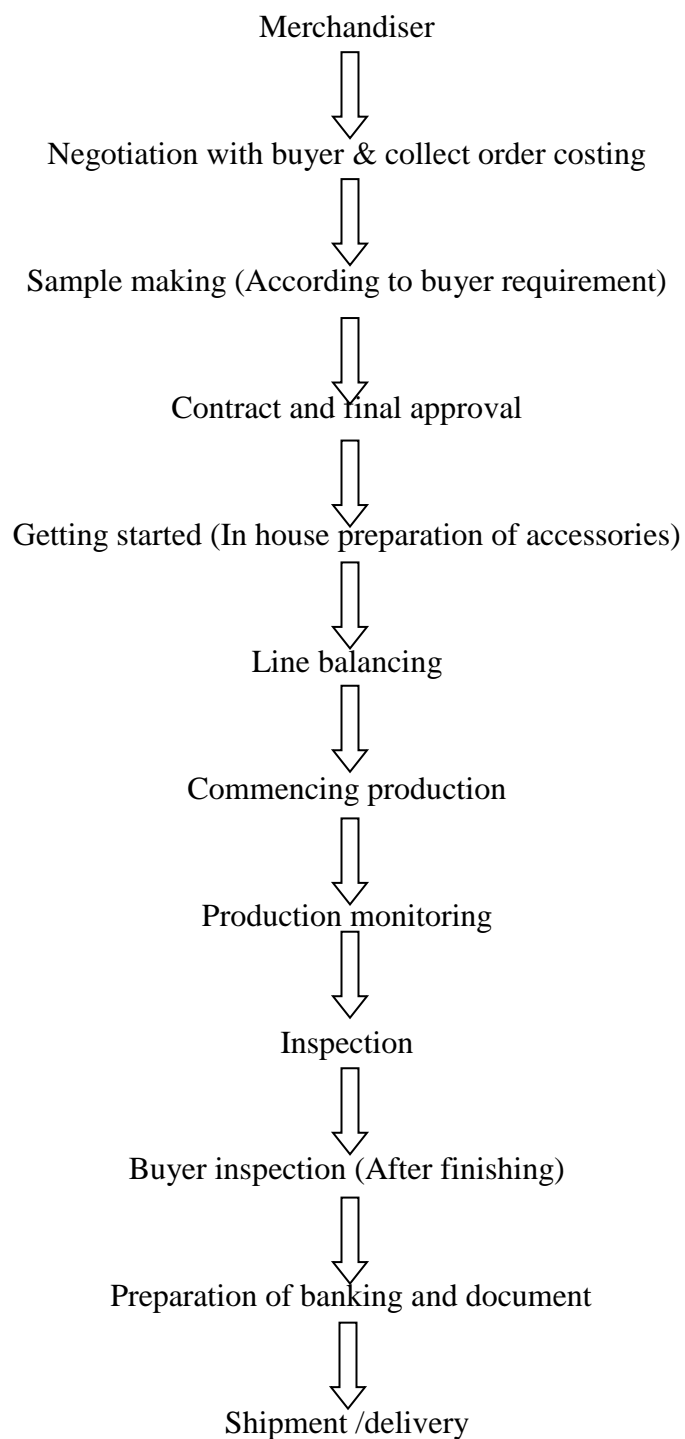 Merchandiser
Negotiation with buyer & collect order costing
Sample making (According to buyer requirement)
Contract and final approval
Getting started (In house preparation of accessories)
Line balancing
Commencing production
Production monitoring
Inspection
Buyer inspection (After finishing)
Preparation of banking and document
Shipment /delivery